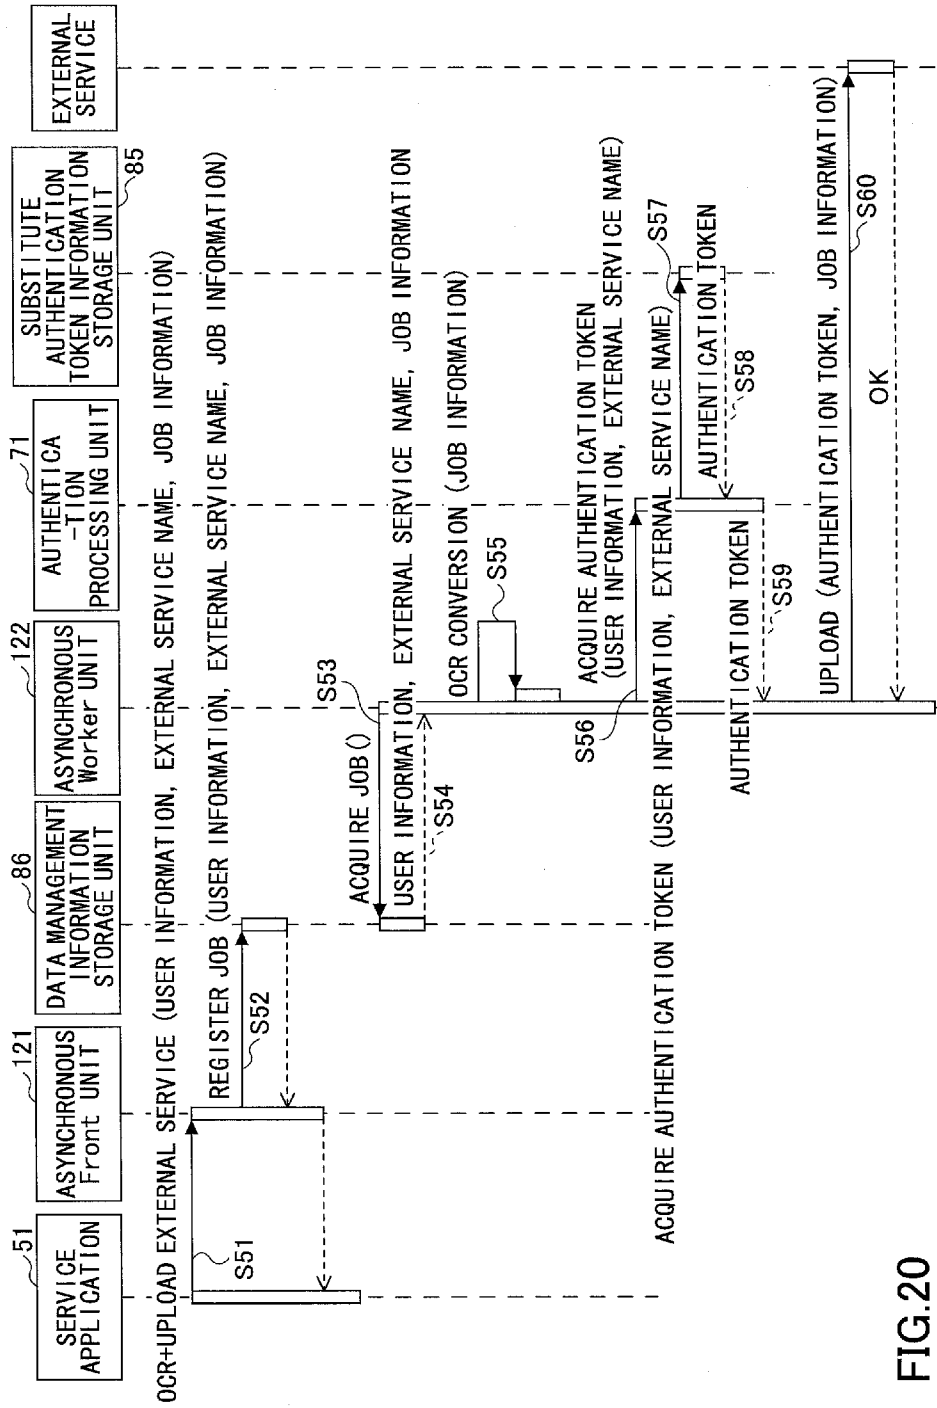 SERVICE
APPLICATION
51
ASYNCHRONOUS
Front UNIT
121
DATA MANAGEMENT
INFORMATION
STORAGE UNIT
86
ASYNCHRONOUS
Worker UNIT
122
AUTHENTICA
-TION
PROCESSING UNIT
71
SUBSTITUTE
AUTHENTICATION
TOKEN INFORMATION
STORAGE UNIT
85
EXTERNAL
SERVICE
OCR+UPLOAD EXTERNAL SERVICE (USER INFORMATION, EXTERNAL SERVICE NAME, JOB INFORMATION)
S51
REGISTER JOB (USER INFORMATION, EXTERNAL SERVICE NAME, JOB INFORMATION)
S52
S53
ACQUIRE JOB()
USER INFORMATION, EXTERNAL SERVICE NAME, JOB INFORMATION
S54
OCR CONVERSION (JOB INFORMATION)
S55
ACQUIRE AUTHENTICATION TOKEN
(USER INFORMATION, EXTERNAL SERVICE NAME)
S56
ACQUIRE AUTHENTICATION TOKEN (USER INFORMATION, EXTERNAL SERVICE NAME)
S57
AUTHENTICATION TOKEN
S58
AUTHENTICATION TOKEN
S59
UPLOAD (AUTHENTICATION TOKEN, JOB INFORMATION)
S60
OK
FIG.20